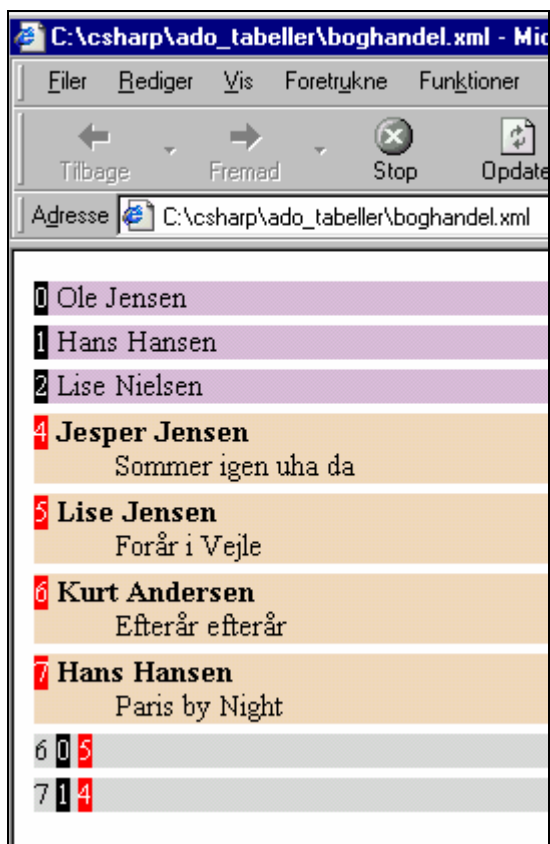 C:\csharp\ado_tabeller\boghandel.xml - Mic
Filer Rediger Vis Foretrukne Funktioner
Tilbage Fremad Stop Opdate
Adresse C:\csharp\ado_tabeller\boghandel.xml
0 Ole Jensen
1 Hans Hansen
2 Lise Nielsen
4 Jesper Jensen
Sommer igen uha da
5 Lise Jensen
Forår i Vejle
6 Kurt Andersen
Efterår efterår
7 Hans Hansen
Paris by Night
6 0 5
7 1 4